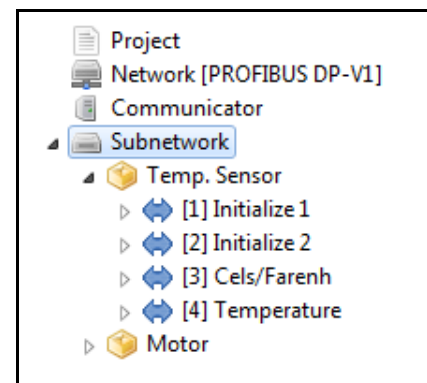 Project
Network [PROFIBUS DP-V1]
Communicator
Subnetwork
Temp. Sensor
[1] Initialize 1
[2] Initialize 2
[3] Cels/Farenh
[4] Temperature
Motor